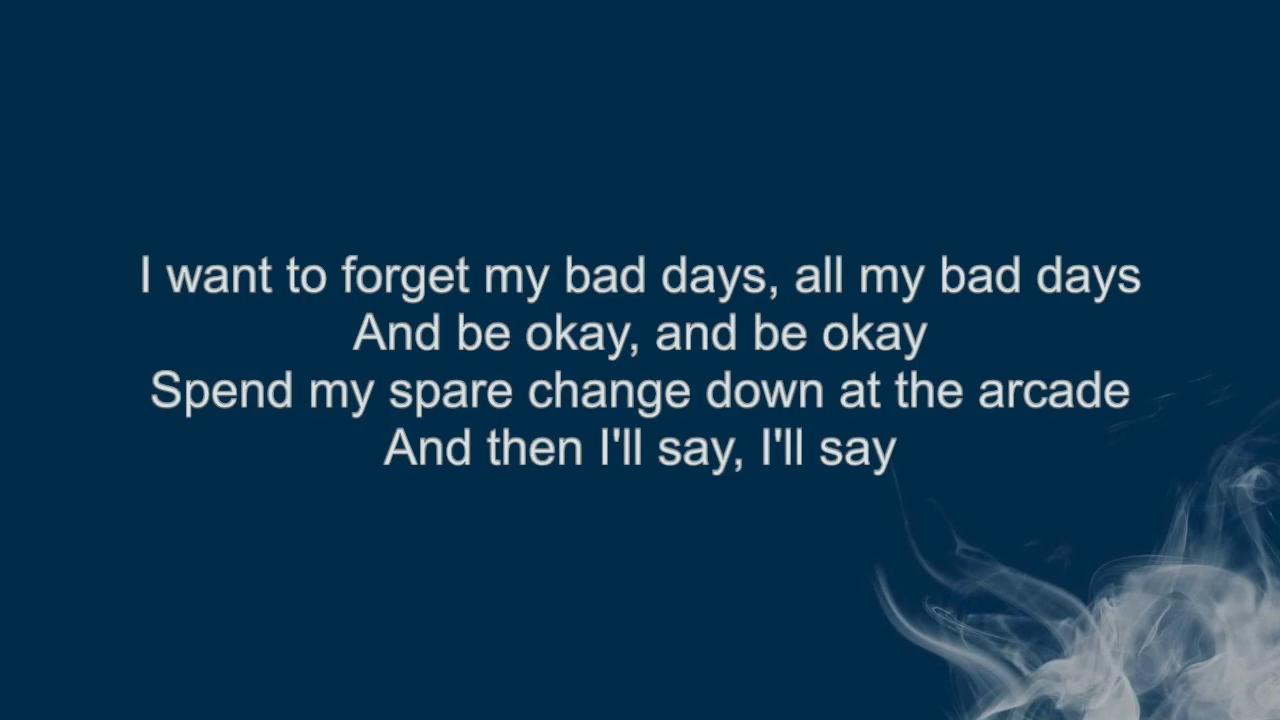 I want to forget my bad days, all my bad days
And be okay, and be okay
Spend my spare change down at the arcade
And then I'll say, I'll say